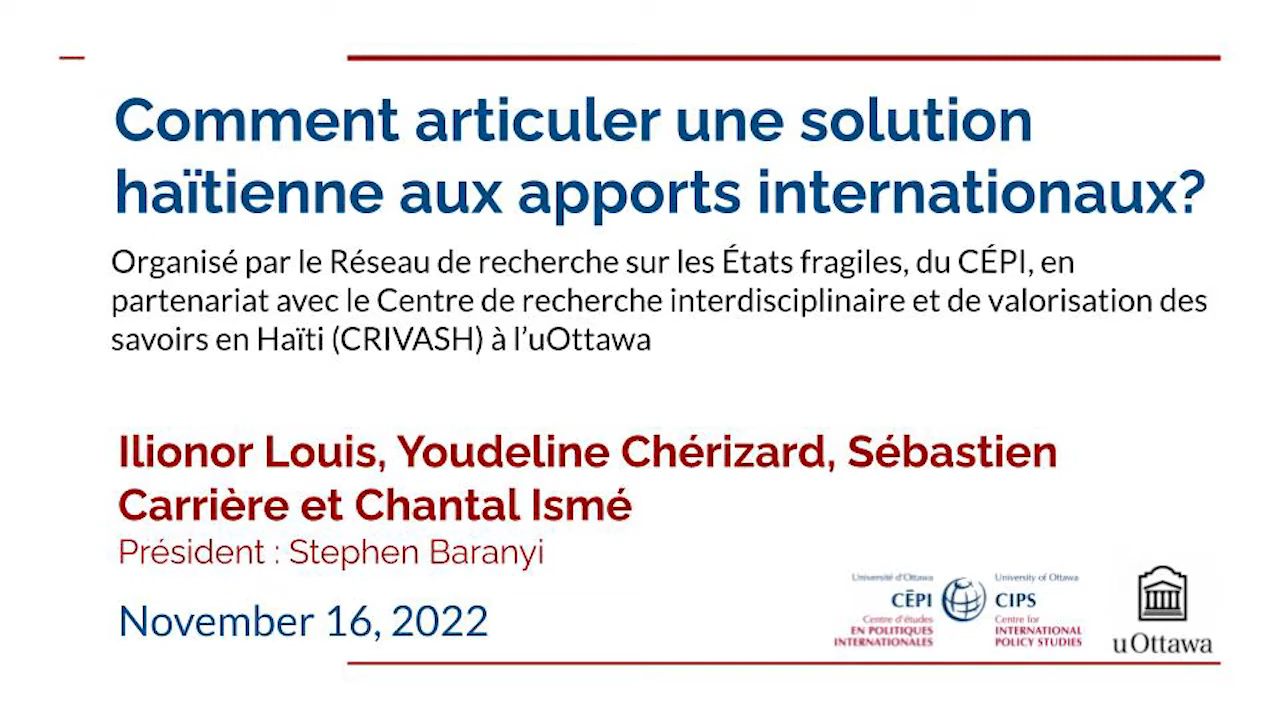 Comment articuler une solution
haïtienne aux apports internationaux?
Organisé par le Réseau de recherche sur les États fragiles, du CÉPI, en
partenariat avec le Centre de recherche interdisciplinaire et de valorisation des
savoirs en Haïti (CRIVASH) à l'uOttawa
Ilionor Louis, Youdeline Chérizard, Sébastien
Carrière et Chantal Ismé
Président : Stephen Baranyi
November 16, 2022
Université d'Ottawa
CÉPI
Centre d'études
EN POLITIQUES
INTERNATIONALES
University of Ottawa
CIPS
Centre for
INTERNATIONAL
POLICY STUDIES
uOttawa